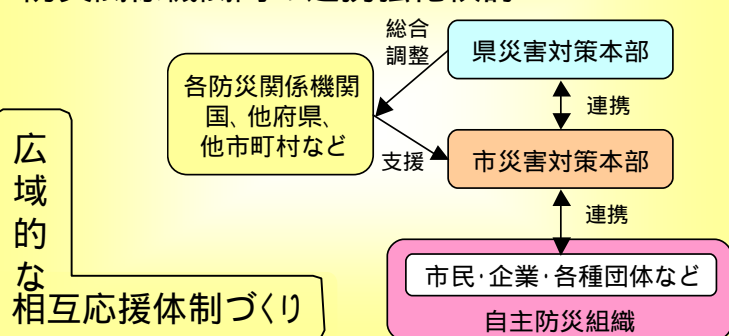 総合
調整
県災害対策本部
各防災関係機関
国、他府県、
他市町村など
連携
支援
市災害対策本部
連携
市民・企業・各種団体など
自主防災組織
広域的な
相互応援体制づくり